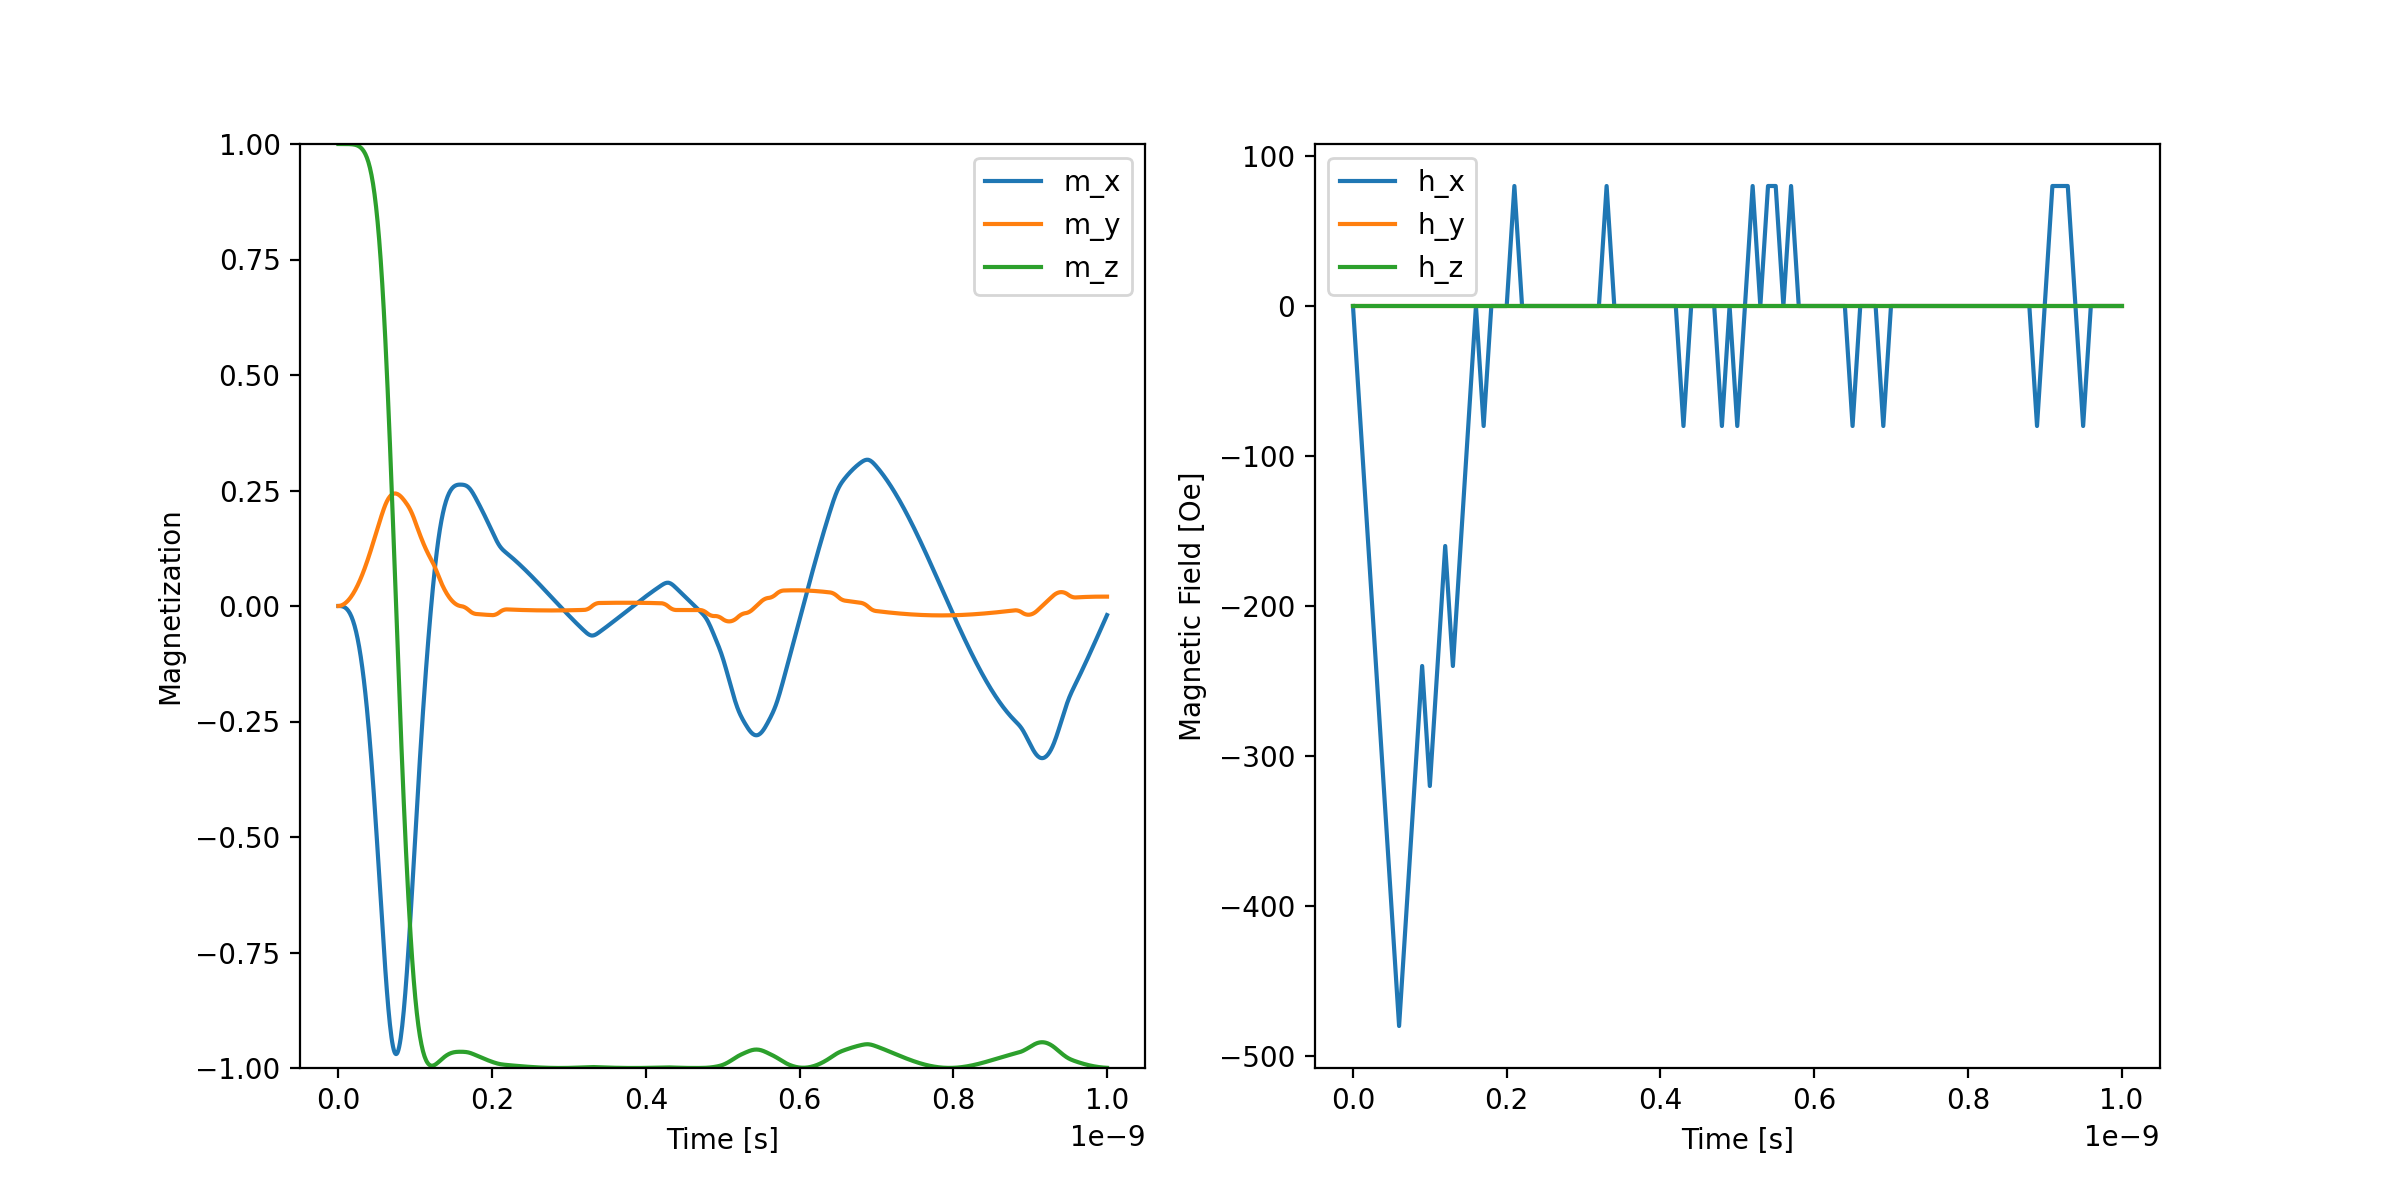 1.00
0.75
0.50
0.25
0.00
−0.25
−0.50
−0.75
−1.00
Magnetization
0.0 0.2 0.4 0.6 0.8 1.0
1e−9
Time [s]
m_x
m_y
m_z
100
0
−100
−200
−300
−400
−500
Magnetic Field [Oe]
0.0 0.2 0.4 0.6 0.8 1.0
1e−9
Time [s]
h_x
h_y
h_z